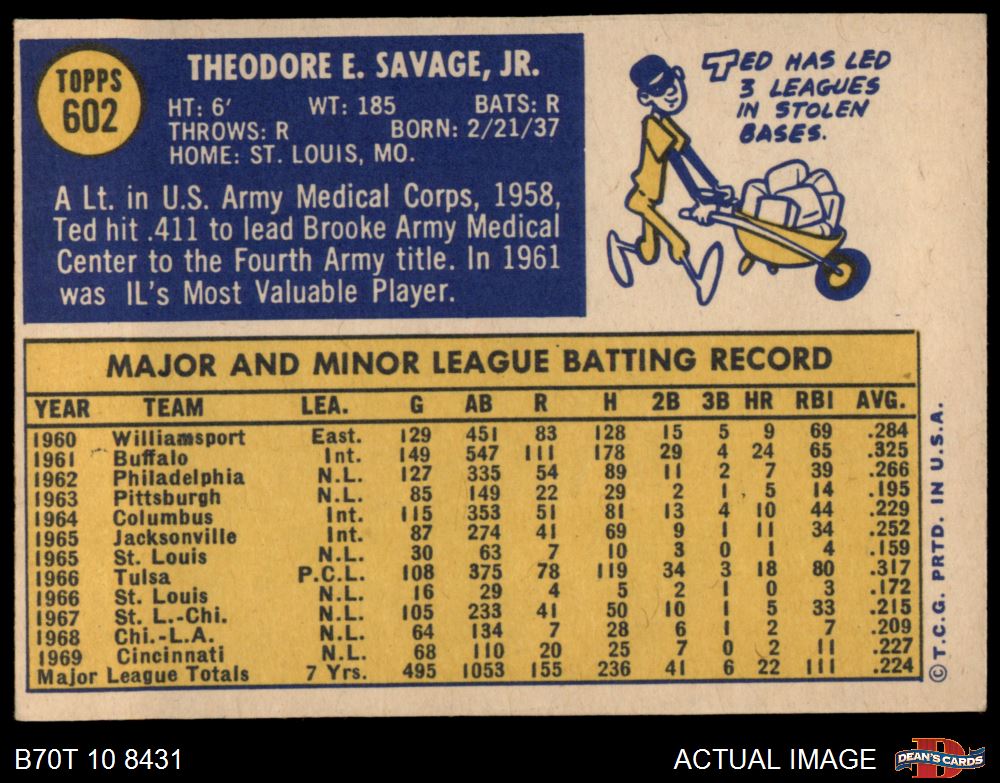 TOPPS
602
THEODORE E. SAVAGE, JR.
HT: 6' WT: 185 BATS: R
THROWS: R BORN: 2/21/37
HOME: ST. LOUIS, MO.
A Lt. in U.S. Army Medical Corps, 1958,
Ted hit .411 to lead Brooke Army Medical
Center to the Fourth Army title. In 1961
was IL's Most Valuable Player.
TED HAS LED
3 LEAGUES
IN STOLEN
BASES.
MAJOR AND MINOR LEAGUE BATTING RECORD
YEAR TEAM LEA. G AB R H 2B 3B HR RBI AVG.
1960 Williamsport East. 129 451 83 128 15 5 9 69 .284
1961 Buffalo Int. 149 547 111 178 29 4 24 65 .325
1962 Philadelphia N.L. 127 335 54 89 11 2 7 39 .266
1963 Pittsburgh N.L. 85 149 22 29 2 1 5 14 .195
1964 Columbus Int. 115 353 51 81 13 4 10 44 .229
1965 Jacksonville Int. 87 274 41 69 9 1 11 34 .252
1965 St. Louis N.L. 30 63 7 10 3 0 1 4 .159
1966 Tulsa P.C.L. 108 375 78 119 34 3 18 80 .317
1966 St. Louis N.L. 16 29 4 5 2 1 0 3 .172
1967 St. L.-Chi. N.L. 105 233 41 50 10 1 5 33 .215
1968 Chi.-L.A. N.L. 64 134 7 28 6 1 2 7 .209
1969 Cincinnati N.L. 68 110 20 25 7 0 2 11 .227
Major League Totals 7 Yrs. 495 1053 155 236 41 6 22 111 .224
© T.C.G. PRTD. IN U.S.A.
B70T 10 8431
ACTUAL IMAGE
D
DEAN'S CARDS